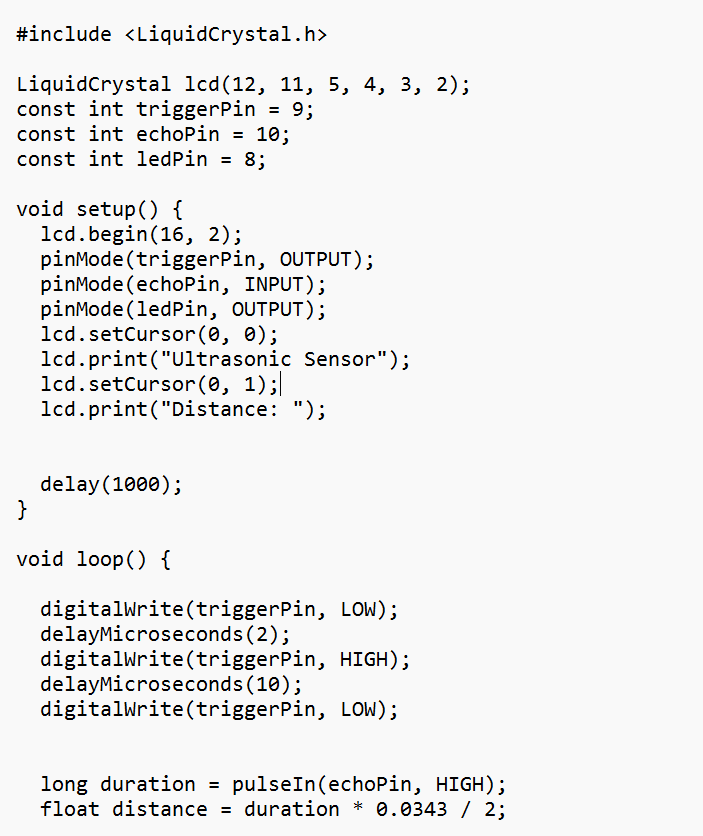 #include <LiquidCrystal.h>

LiquidCrystal lcd(12, 11, 5, 4, 3, 2);
const int triggerPin = 9;
const int echoPin = 10;
const int ledPin = 8;

void setup() {
  lcd.begin(16, 2);
  pinMode(triggerPin, OUTPUT);
  pinMode(echoPin, INPUT);
  pinMode(ledPin, OUTPUT);
  lcd.setCursor(0, 0);
  lcd.print("Ultrasonic Sensor");
  lcd.setCursor(0, 1);
  lcd.print("Distance: ");


  delay(1000);
}

void loop() {

  digitalWrite(triggerPin, LOW);
  delayMicroseconds(2);
  digitalWrite(triggerPin, HIGH);
  delayMicroseconds(10);
  digitalWrite(triggerPin, LOW);


  long duration = pulseIn(echoPin, HIGH);
  float distance = duration * 0.0343 / 2;